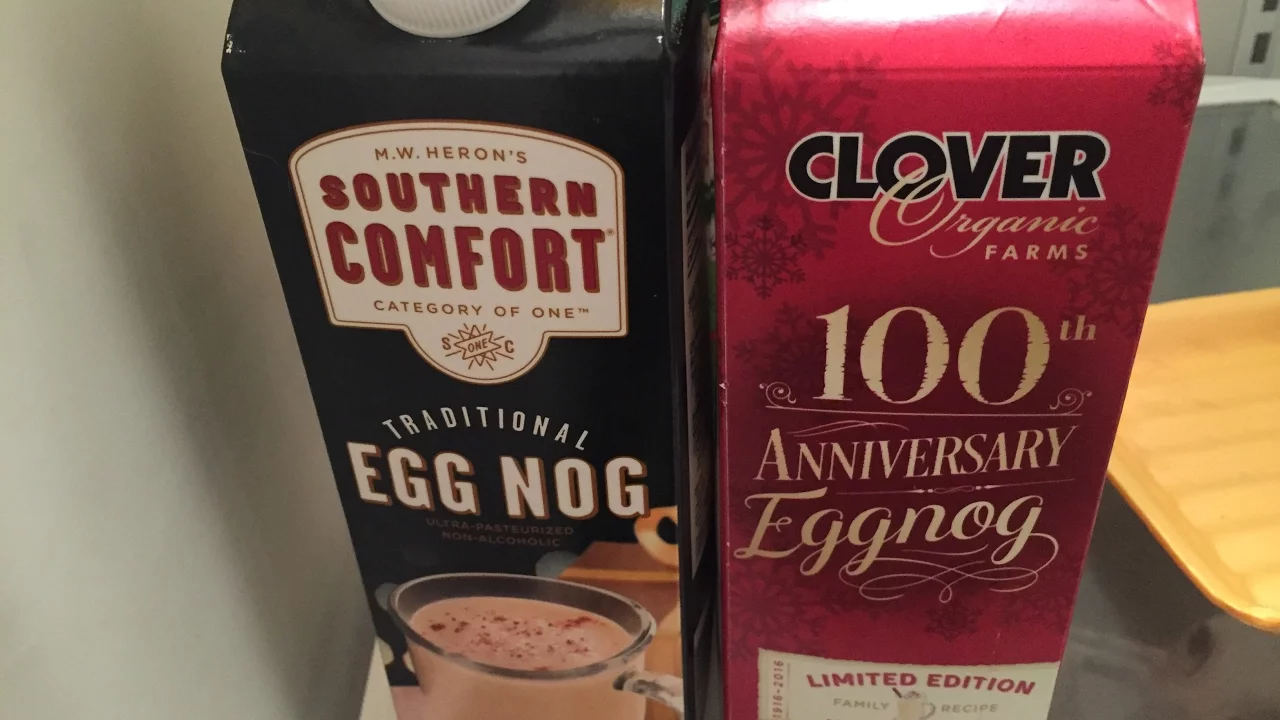 M.W. HERON'S
SOUTHERN
COMFORT®
CATEGORY OF ONE™
S ONE C
TRADITIONAL
EGG NOG
ULTRA-PASTEURIZED
NON-ALCOHOLIC
CLOVER
Organic
FARMS
100th
ANNIVERSARY
Eggnog
1916-2016
LIMITED EDITION
FAMILY RECIPE